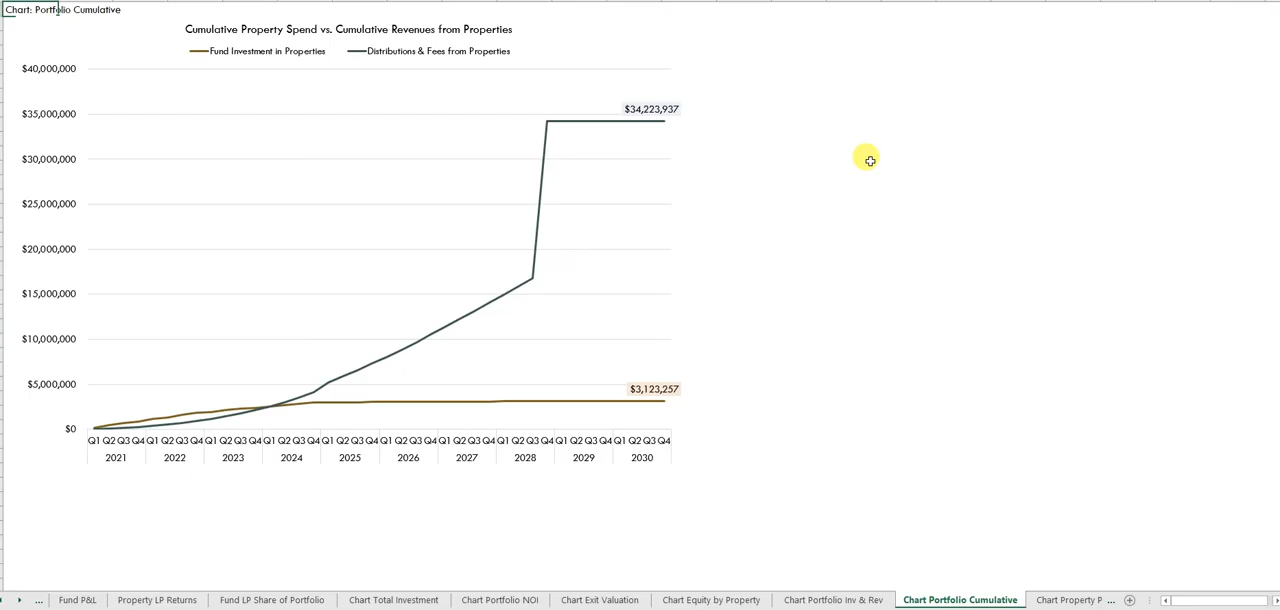 Chart: Portfolio Cumulative
Cumulative Property Spend vs. Cumulative Revenues from Properties
Fund Investment in Properties Distributions & Fees from Properties
$40,000,000
$35,000,000
$34,223,937
$30,000,000
$25,000,000
$20,000,000
$15,000,000
$10,000,000
$5,000,000
$3,123,257
$0
Q1 Q2 Q3 Q4 Q1 Q2 Q3 Q4 Q1 Q2 Q3 Q4 Q1 Q2 Q3 Q4 Q1 Q2 Q3 Q4 Q1 Q2 Q3 Q4 Q1 Q2 Q3 Q4 Q1 Q2 Q3 Q4 Q1 Q2 Q3 Q4 Q1 Q2 Q3 Q4
2021 2022 2023 2024 2025 2026 2027 2028 2029 2030
... Fund P&L Property LP Returns Fund LP Share of Portfolio Chart Total Investment Chart Portfolio NOI Chart Exit Valuation Chart Equity by Property Chart Portfolio Inv & Rev Chart Portfolio Cumulative Chart Property P ...